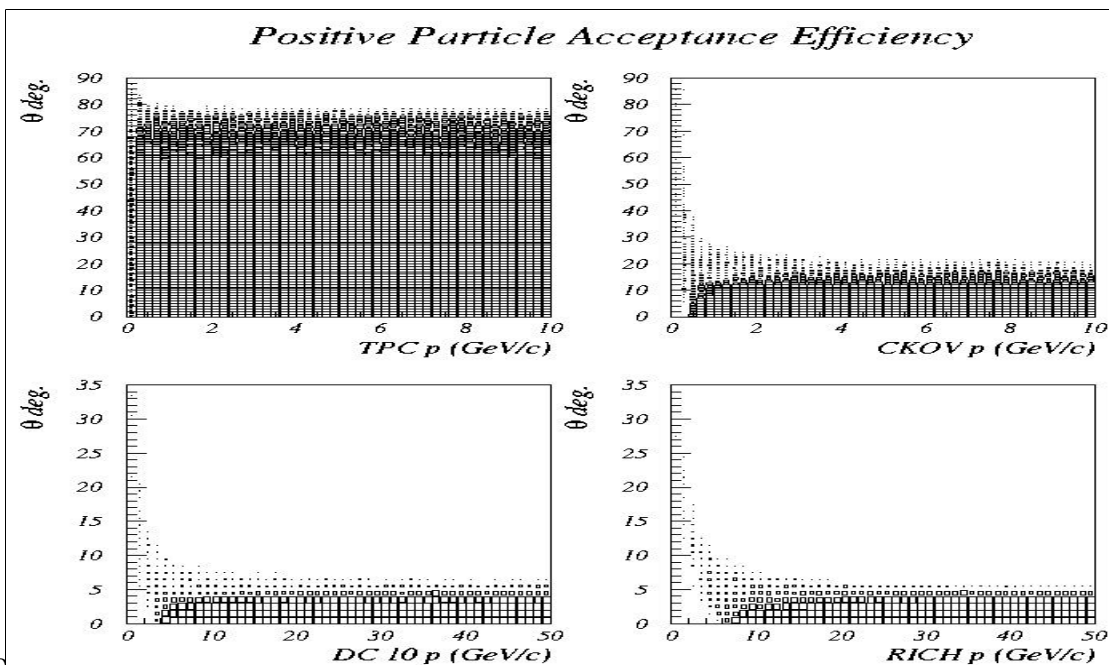 Positive Particle Acceptance Efficiency
θ deg.
90
80
70
60
50
40
30
20
10
0
0 2 4 6 8 10
TPC p (GeV/c)
θ deg.
90
80
70
60
50
40
30
20
10
0
0 2 4 6 8 10
CKOV p (GeV/c)
θ deg.
35
30
25
20
15
10
5
0
0 10 20 30 40 50
DC 10 p (GeV/c)
θ deg.
35
30
25
20
15
10
5
0
0 10 20 30 40 50
RICH p (GeV/c)